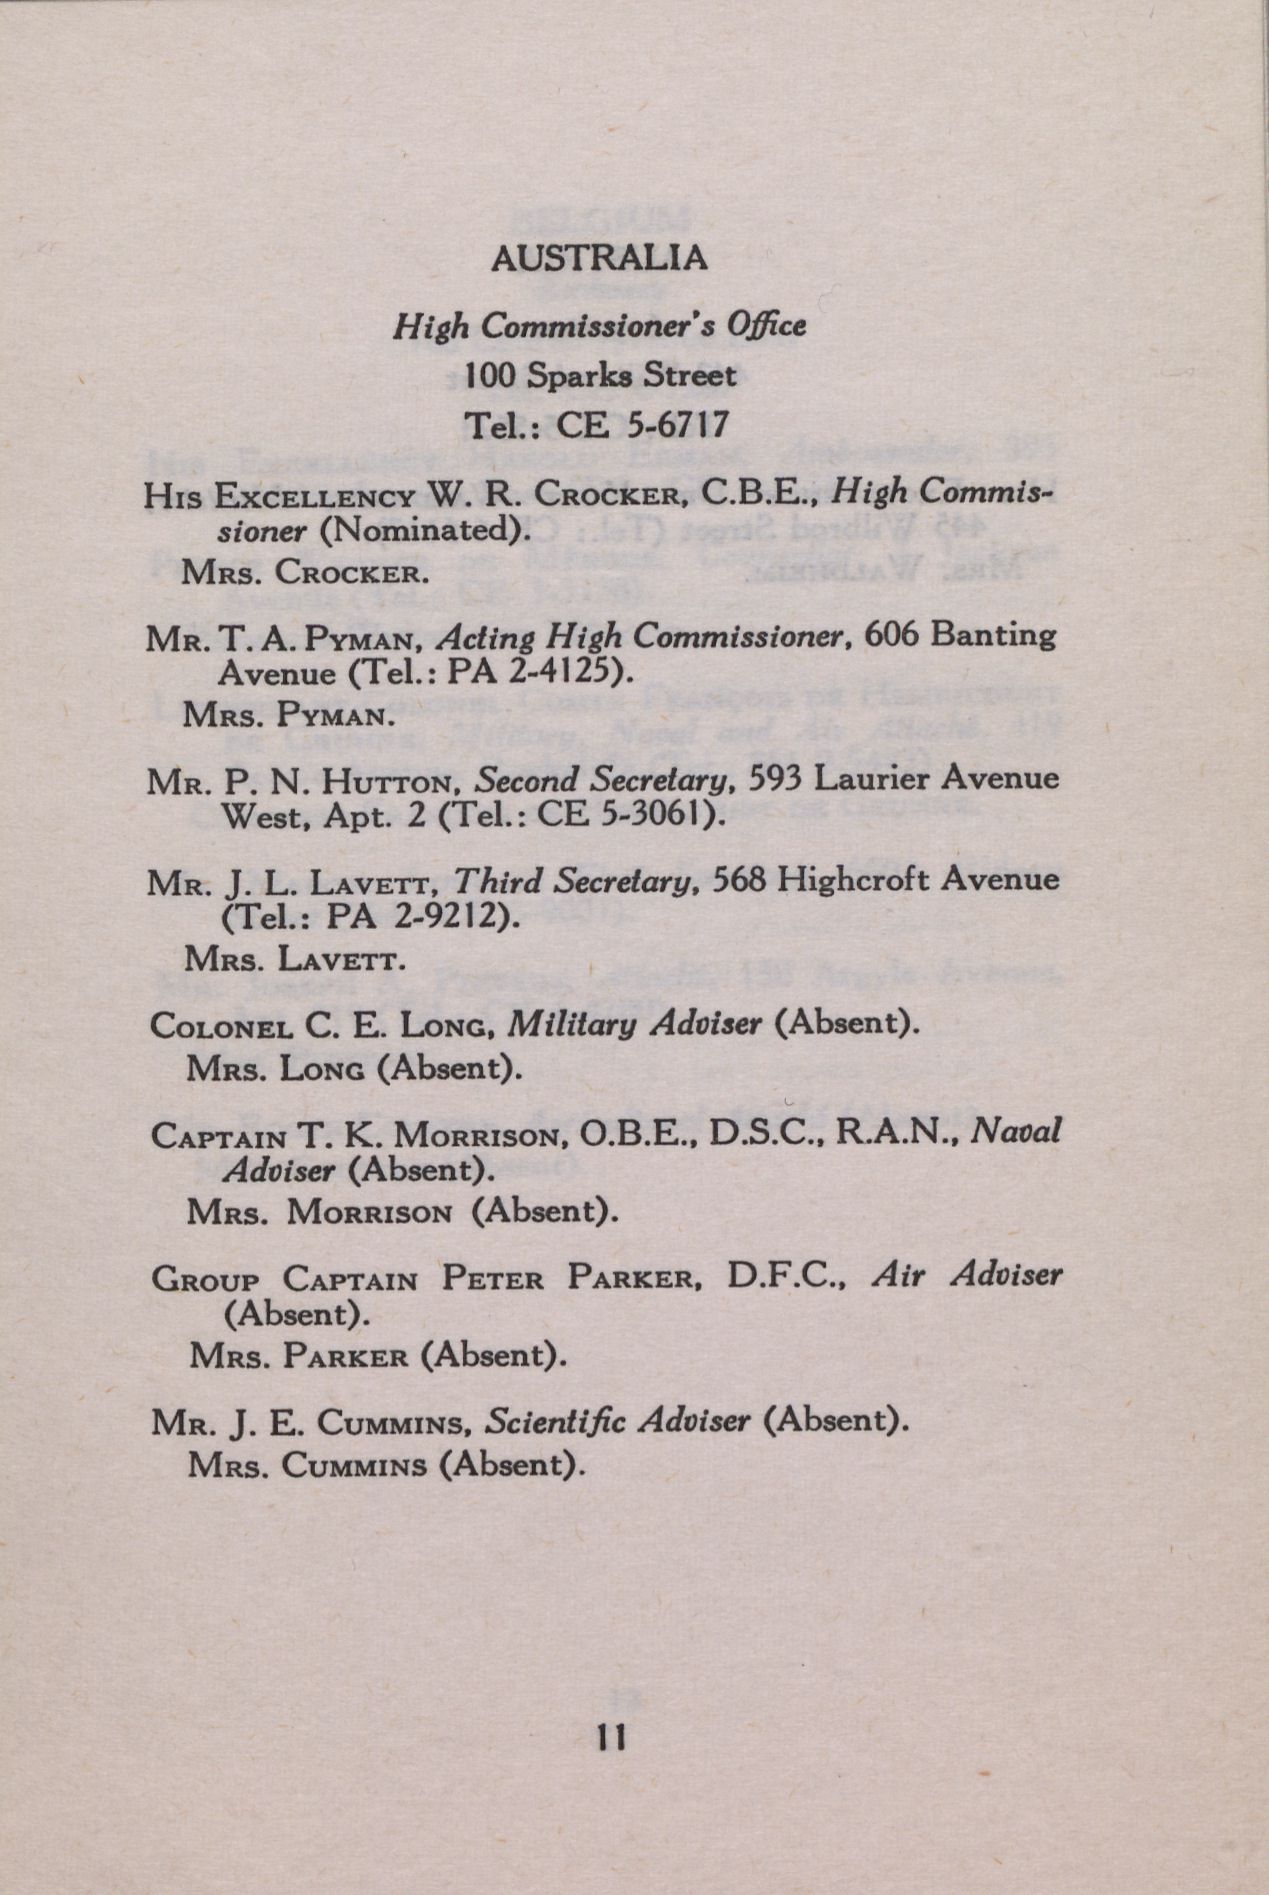 AUSTRALIA
High Commissioner's Office
100 Sparks Street
Tel.: CE 5-6717
His Excellency W. R. Crocker, C.B.E., High Commis-
sioner (Nominated).
Mrs. Crocker.
Mr. T. A. Pyman, Acting High Commissioner, 606 Banting
Avenue (Tel.: PA 2-4125).
Mrs. Pyman.
Mr. P. N. Hutton, Second Secretary, 593 Laurier Avenue
West, Apt. 2 (Tel.: CE 5-3061).
Mr. J. L. Lavett, Third Secretary, 568 Highcroft Avenue
(Tel.: PA 2-9212).
Mrs. Lavett.
Colonel C. E. Long, Military Adviser (Absent).
Mrs. Long (Absent).
Captain T. K. Morrison, O.B.E., D.S.C., R.A.N., Naval
Adviser (Absent).
Mrs. Morrison (Absent).
Group Captain Peter Parker, D.F.C., Air Adviser
(Absent).
Mrs. Parker (Absent).
Mr. J. E. Cummins, Scientific Adviser (Absent).
Mrs. Cummins (Absent).
11